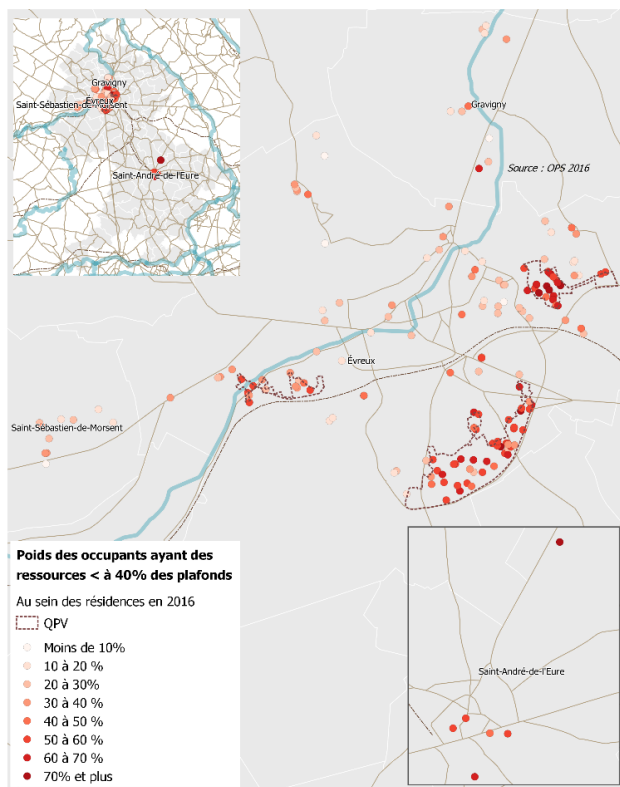 Gravigny
Saint-Sébastien-de-Morsent
Évreux
Saint-André-de-l'Eure
Gravigny
Source : OPS 2016
Évreux
Saint-Sébastien-de-Morsent
Poids des occupants ayant des
ressources < à 40% des plafonds
Au sein des résidences en 2016
QPV
Moins de 10%
10 à 20 %
20 à 30%
30 à 40 %
40 à 50 %
50 à 60 %
60 à 70 %
70% et plus
Saint-André-de-l'Eure